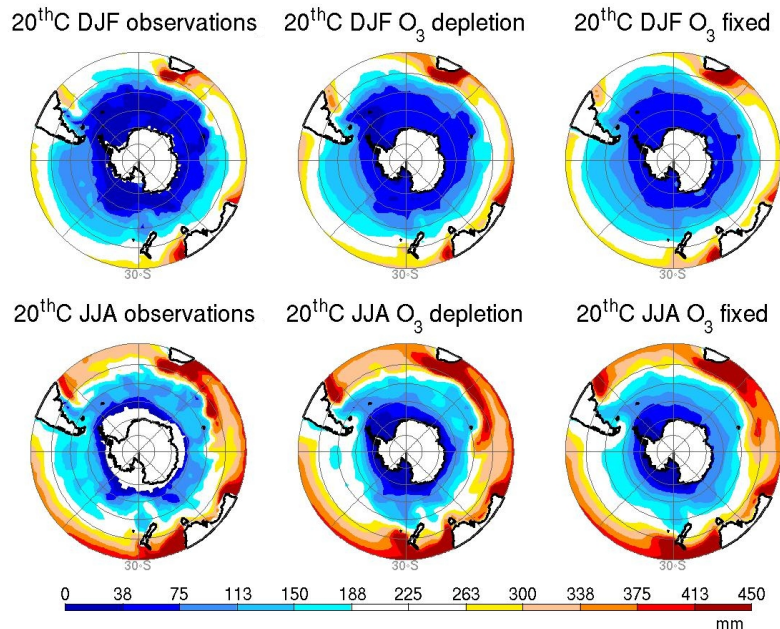 20thC DJF observations 20thC DJF O3 depletion 20thC DJF O3 fixed
30°S 30°S 30°S
20thC JJA observations 20thC JJA O3 depletion 20thC JJA O3 fixed
30°S 30°S 30°S
0 38 75 113 150 188 225 263 300 338 375 413 450
mm